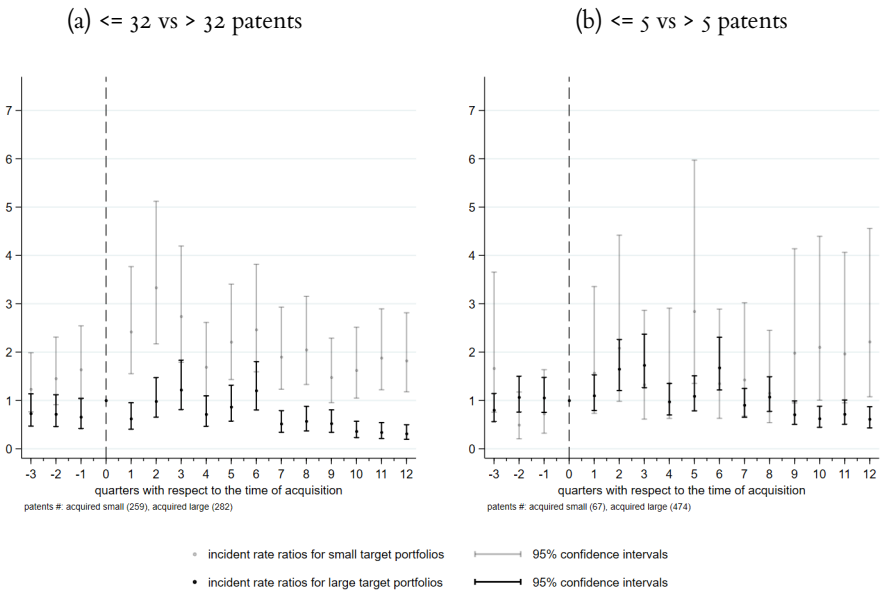 (a) <= 32 vs > 32 patents
(b) <= 5 vs > 5 patents
7
6
5
4
3
2
1
0
-3 -2 -1 0 1 2 3 4 5 6 7 8 9 10 11 12
quarters with respect to the time of acquisition
patents #: acquired small (259), acquired large (282)
7
6
5
4
3
2
1
0
-3 -2 -1 0 1 2 3 4 5 6 7 8 9 10 11 12
quarters with respect to the time of acquisition
patents #: acquired small (67), acquired large (474)
incident rate ratios for small target portfolios 95% confidence intervals
incident rate ratios for large target portfolios 95% confidence intervals